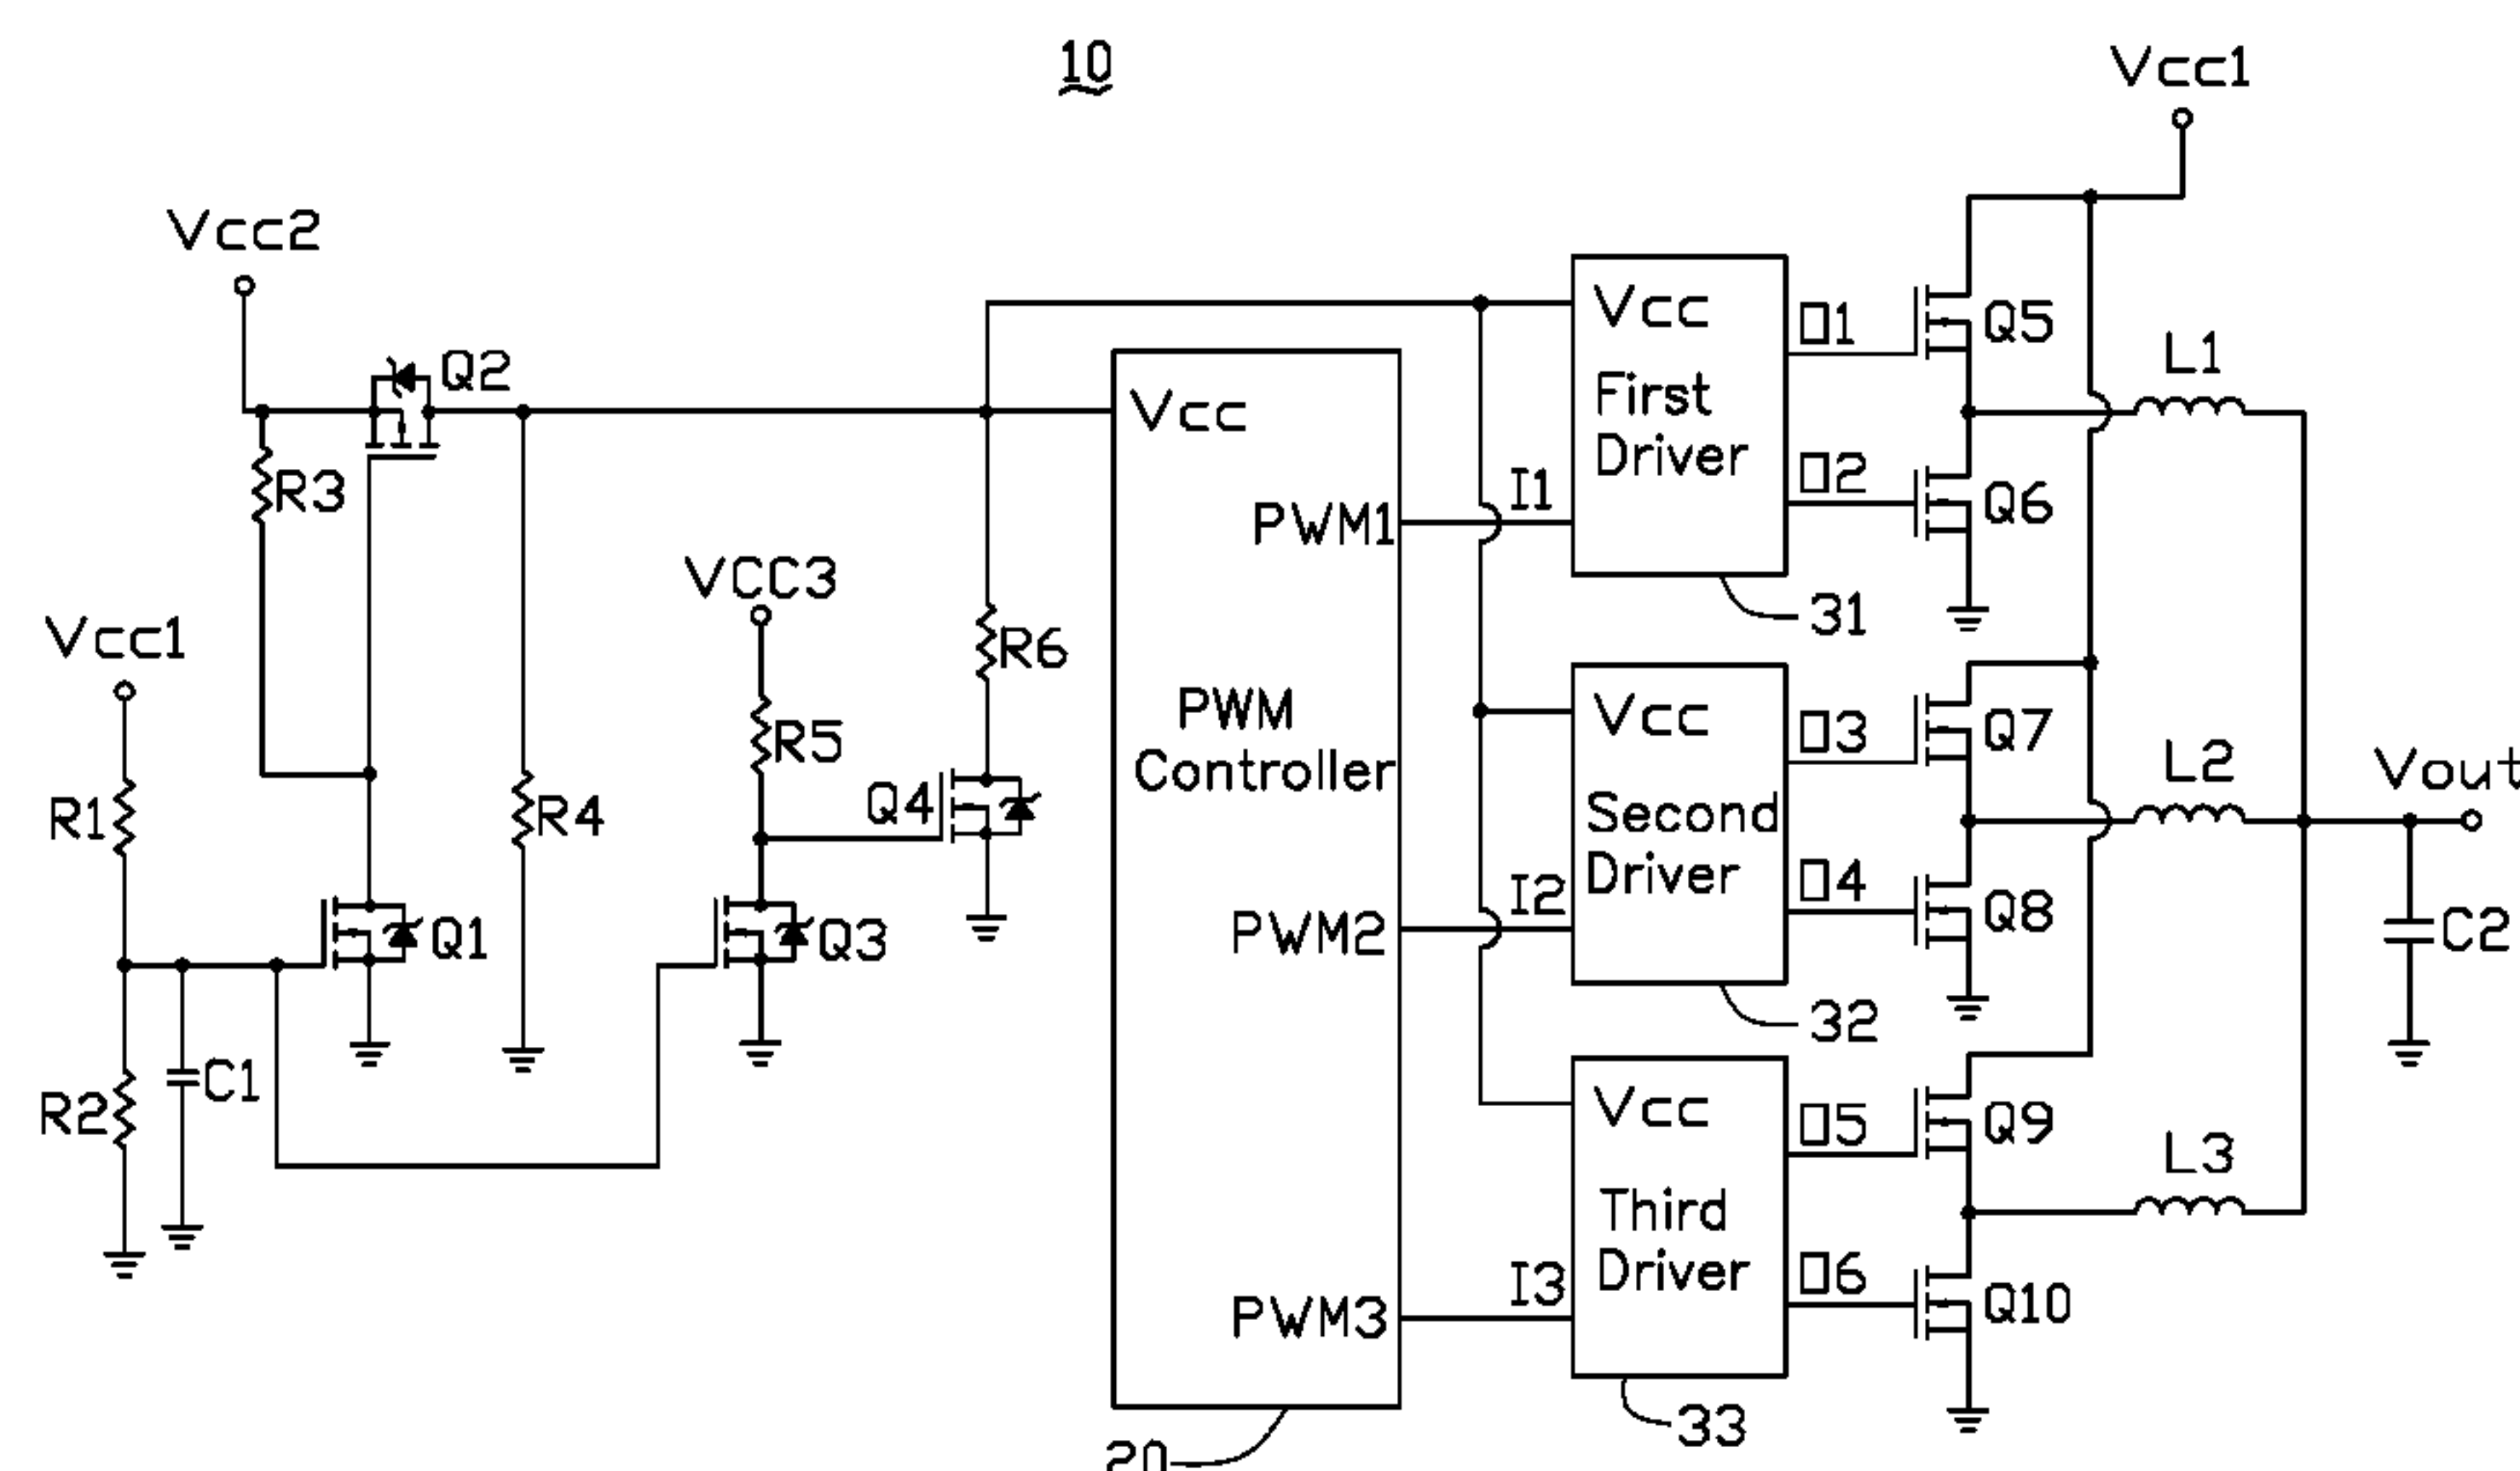 10
Vcc1
Vcc2
Q2
R3
Vcc1
R1
R2
C1
Q1
R4
VCC3
R5
Q3
Q4
R6
Vcc
PWM1
PWM
Controller
PWM2
PWM3
20
I1
I2
I3
Vcc
First
Driver
31
Vcc
Second
Driver
32
Vcc
Third
Driver
33
O1
O2
O3
O4
O5
O6
Q5
Q6
Q7
Q8
Q9
Q10
L1
L2
L3
Vout
C2